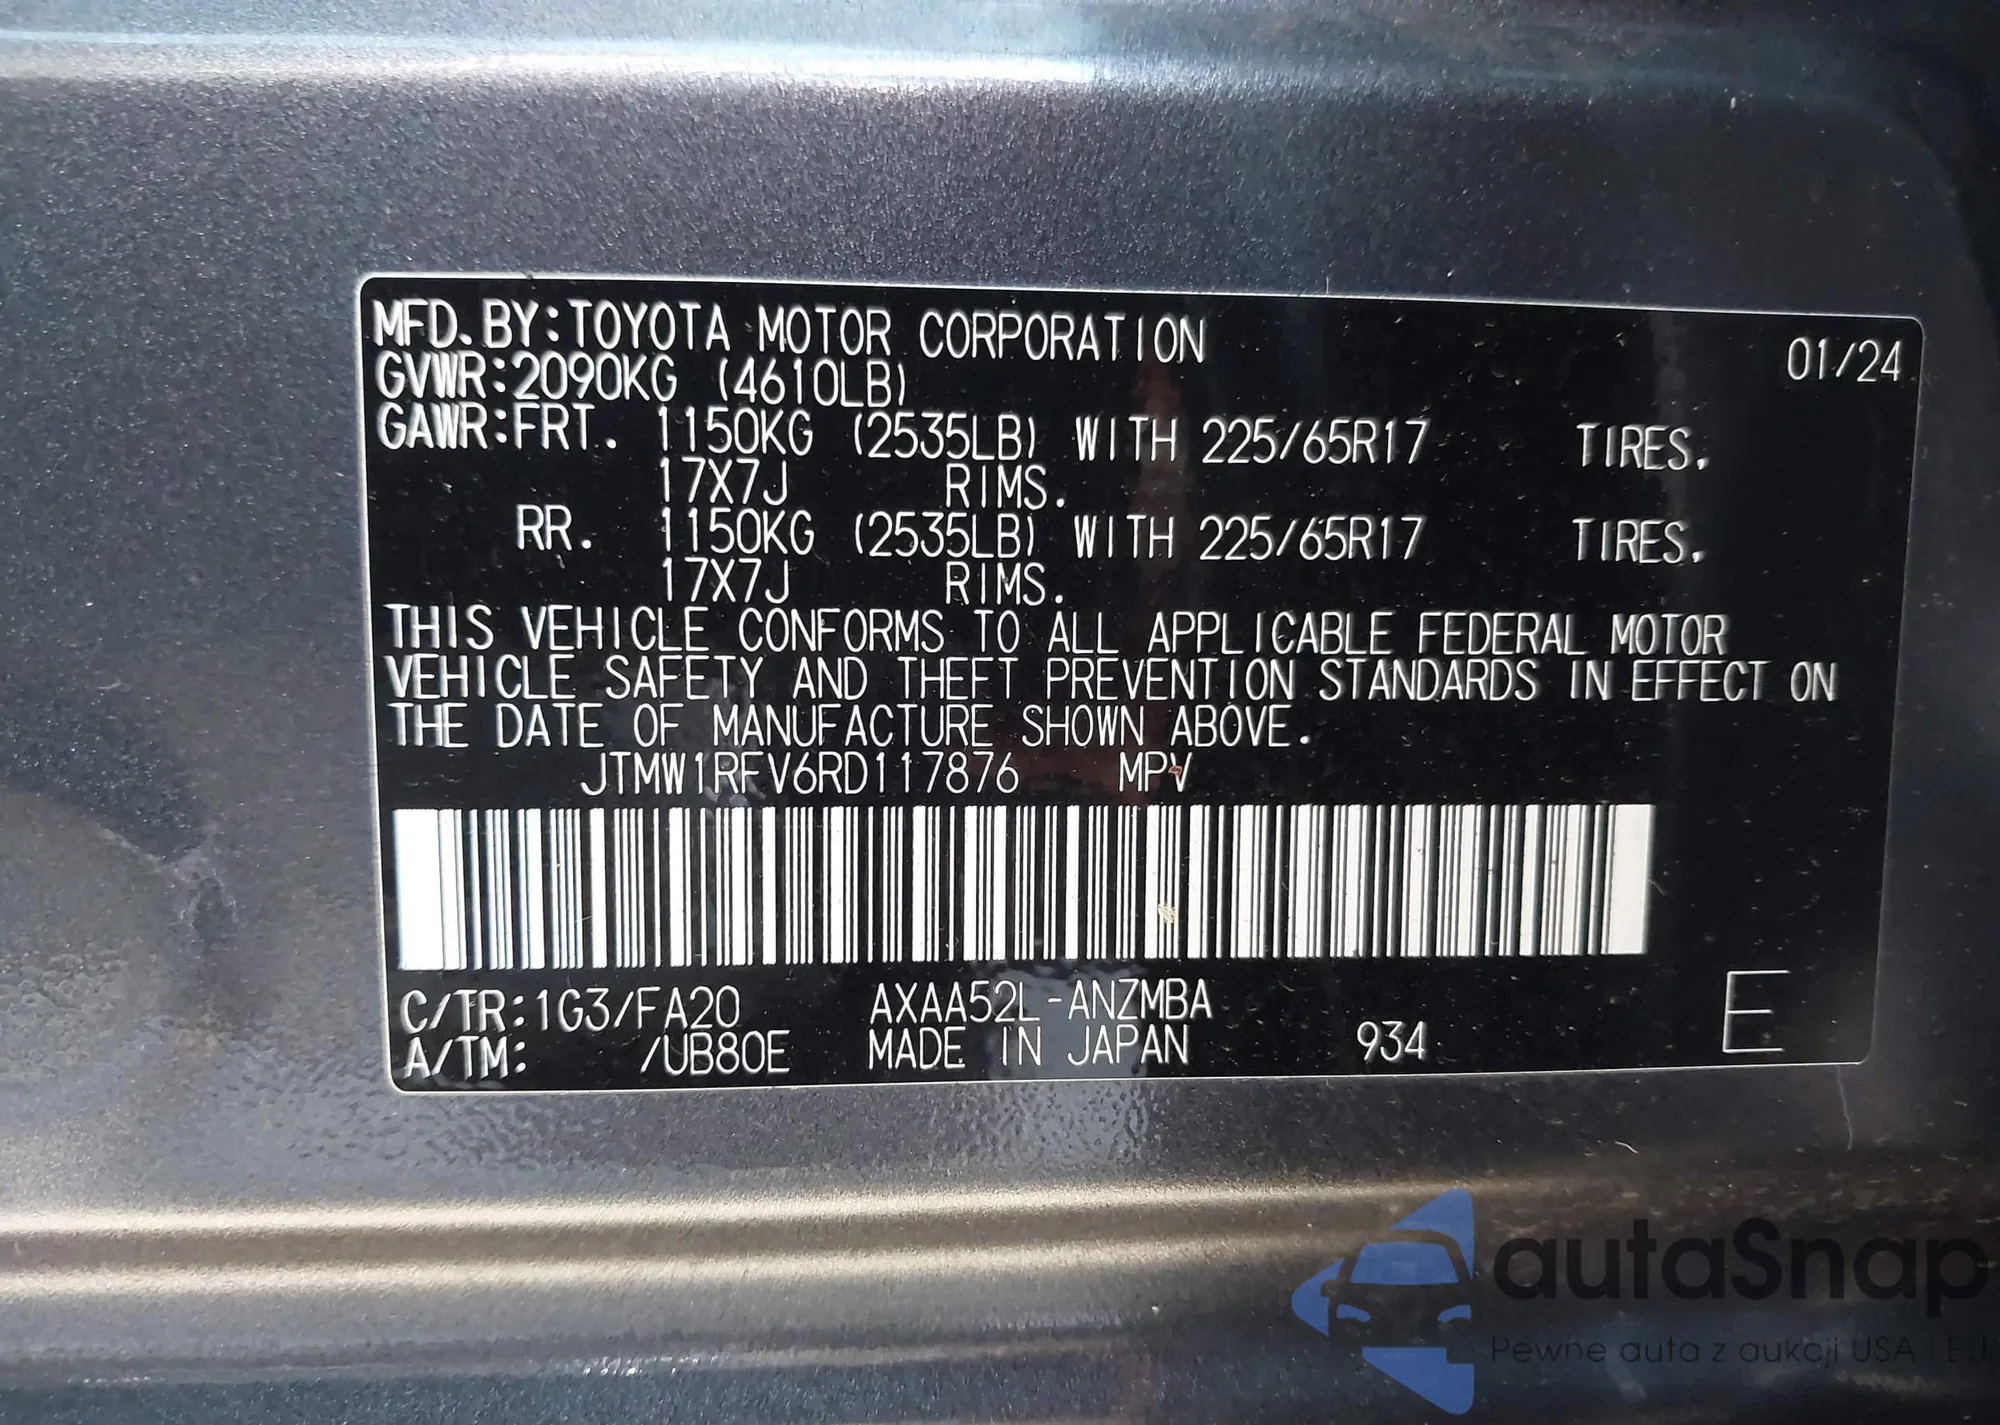 MFD.BY:TOYOTA MOTOR CORPORATION 01/24
GVWR:2090KG (4610LB)
GAWR:FRT. 1150KG (2535LB) WITH 225/65R17 TIRES.
17X7J RIMS.
RR. 1150KG (2535LB) WITH 225/65R17 TIRES.
17X7J RIMS.
THIS VEHICLE CONFORMS TO ALL APPLICABLE FEDERAL MOTOR
VEHICLE SAFETY AND THEFT PREVENTION STANDARDS IN EFFECT ON
THE DATE OF MANUFACTURE SHOWN ABOVE.
JTMW1RFV6RD117876 MPV
C/TR:1G3/FA20 AXAA52L-ANZMBA
A/TM: /UB80E MADE IN JAPAN 934 E
autaSnap
Pewne auta z aukcji USA i EU